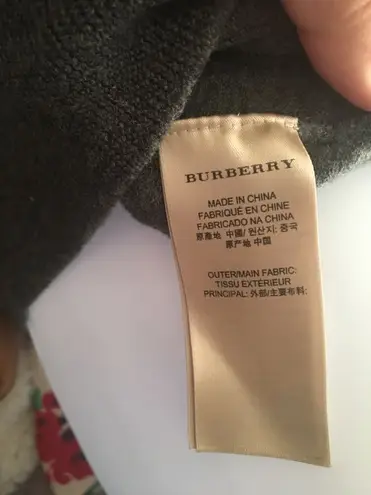 BURBERRY
MADE IN CHINA
FABRIQUÉ EN CHINE
FABRICADO NA CHINA
原產地 中國/ 원산지: 중국
原产地 中国
OUTER/MAIN FABRIC:
TISSU EXTÉRIEUR
PRINCIPAL: 外部/主要布料: